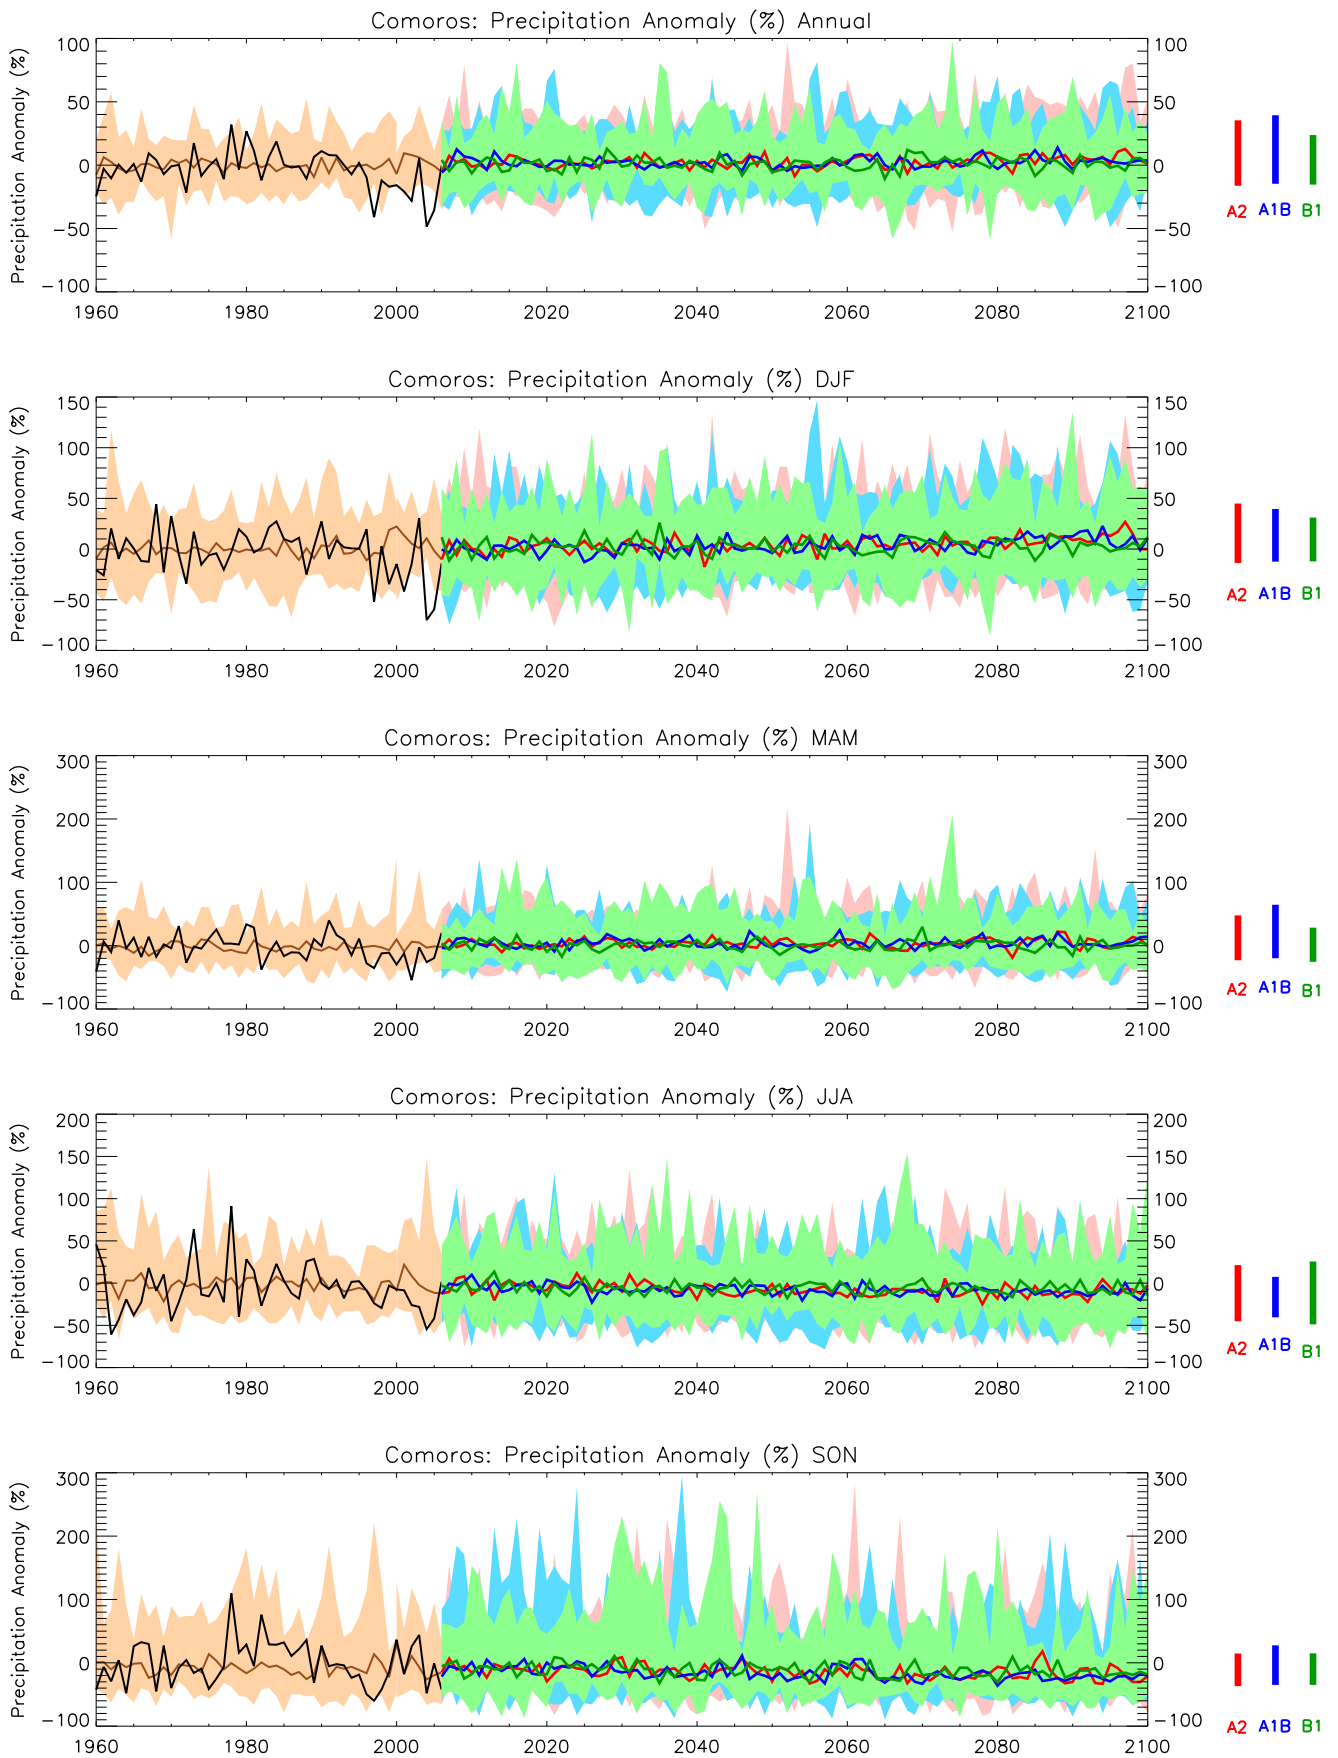 Comoros: Precipitation Anomaly (%) Annual
Precipitation Anomaly (%)
100
50
0
−50
−100
100
50
0
−50
−100
1960 1980 2000 2020 2040 2060 2080 2100
A2 A1B B1
Comoros: Precipitation Anomaly (%) DJF
Precipitation Anomaly (%)
150
100
50
0
−50
−100
150
100
50
0
−50
−100
1960 1980 2000 2020 2040 2060 2080 2100
A2 A1B B1
Comoros: Precipitation Anomaly (%) MAM
Precipitation Anomaly (%)
300
200
100
0
−100
300
200
100
0
−100
1960 1980 2000 2020 2040 2060 2080 2100
A2 A1B B1
Comoros: Precipitation Anomaly (%) JJA
Precipitation Anomaly (%)
200
150
100
50
0
−50
−100
200
150
100
50
0
−50
−100
1960 1980 2000 2020 2040 2060 2080 2100
A2 A1B B1
Comoros: Precipitation Anomaly (%) SON
Precipitation Anomaly (%)
300
200
100
0
−100
300
200
100
0
−100
1960 1980 2000 2020 2040 2060 2080 2100
A2 A1B B1